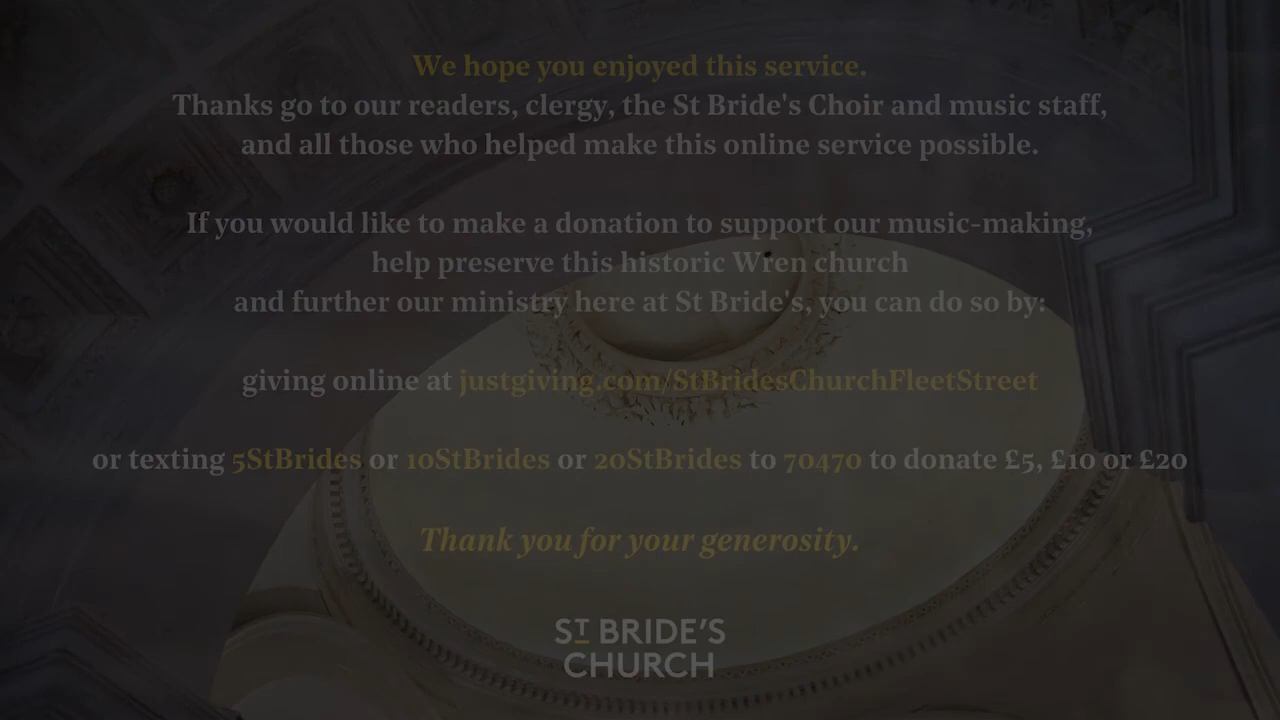 We hope you enjoyed this service.
Thanks go to our readers, clergy, the St Bride's Choir and music staff,
and all those who helped make this online service possible.
If you would like to make a donation to support our music-making,
help preserve this historic Wren church
and further our ministry here at St Bride's, you can do so by:
giving online at justgiving.com/StBridesChurchFleetStreet
or texting 5StBrides or 10StBrides or 20StBrides to 70470 to donate £5, £10 or £20
Thank you for your generosity.
ST BRIDE'S
CHURCH